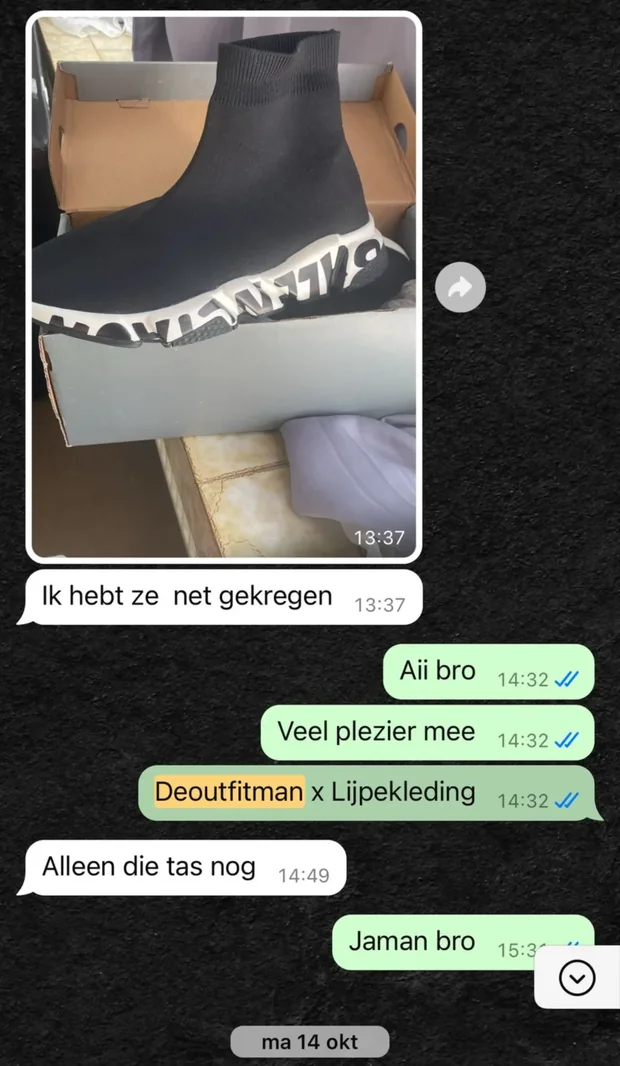 BALENCIAGA
13:37
Ik hebt ze net gekregen 13:37
Aii bro 14:32
Veel plezier mee 14:32
Deoutfitman x Lijpekleding 14:32
Alleen die tas nog 14:49
Jaman bro
ma 14 okt